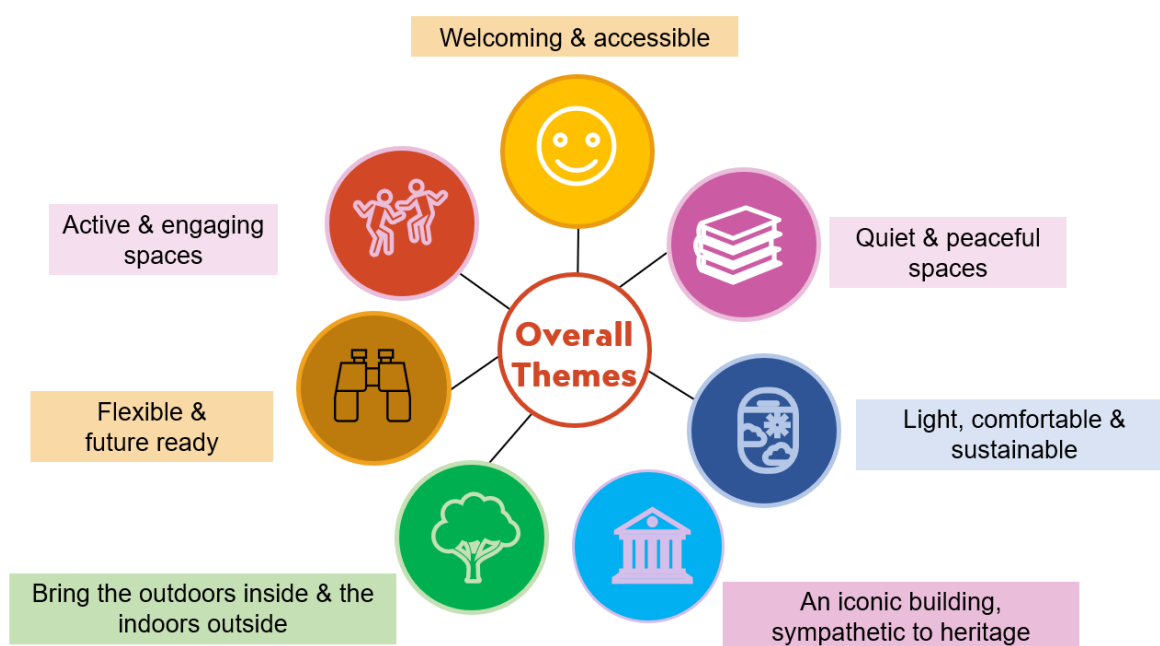 Welcoming & accessible
Active & engaging
spaces
Quiet & peaceful
spaces
Overall
Themes
Flexible &
future ready
Light, comfortable &
sustainable
Bring the outdoors inside & the
indoors outside
An iconic building,
sympathetic to heritage